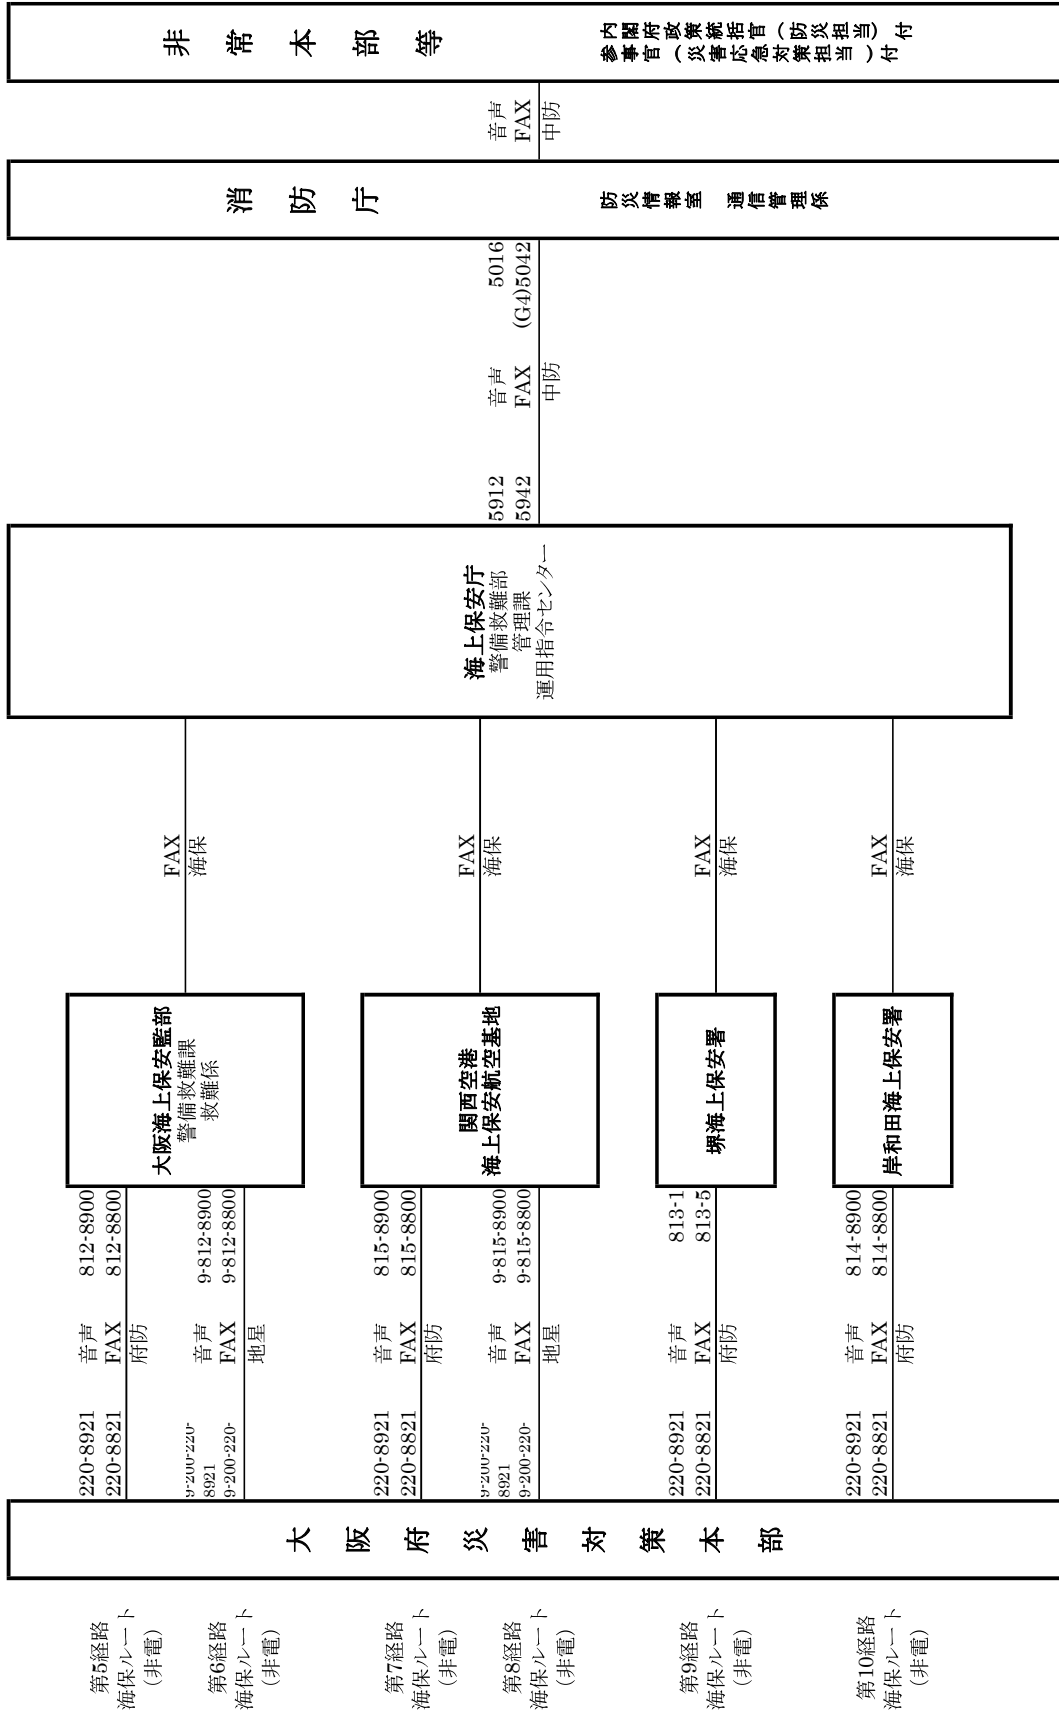 非常本部等
内閣府政策統括官(防災担当)付
参事官(災害応急対策担当)付
音声
FAX
中防
消防庁
防災情報室 通信管理係
5016
(G4)5042
音声
FAX
中防
5912
5942
海上保安庁
警備救難部
管理課
運用指令センター
FAX
海保
FAX
海保
FAX
海保
FAX
海保
大阪海上保安監部
警備救難課
救難係
関西空港
海上保安航空基地
堺海上保安署
岸和田海上保安署
812-8900
812-8800
9-812-8900
9-812-8800
815-8900
815-8800
9-815-8900
9-815-8800
813-1
813-5
814-8900
814-8800
音声
FAX
府防
音声
FAX
地星
音声
FAX
府防
音声
FAX
地星
音声
FAX
府防
音声
FAX
府防
220-8921
220-8821
9-200-220-
8921
9-200-220-
220-8921
220-8821
9-200-220-
8921
9-200-220-
220-8921
220-8821
220-8921
220-8821
大阪府災害対策本部
第5経路
海保ルート
(非電)
第6経路
海保ルート
(非電)
第7経路
海保ルート
(非電)
第8経路
海保ルート
(非電)
第9経路
海保ルート
(非電)
第10経路
海保ルート
(非電)